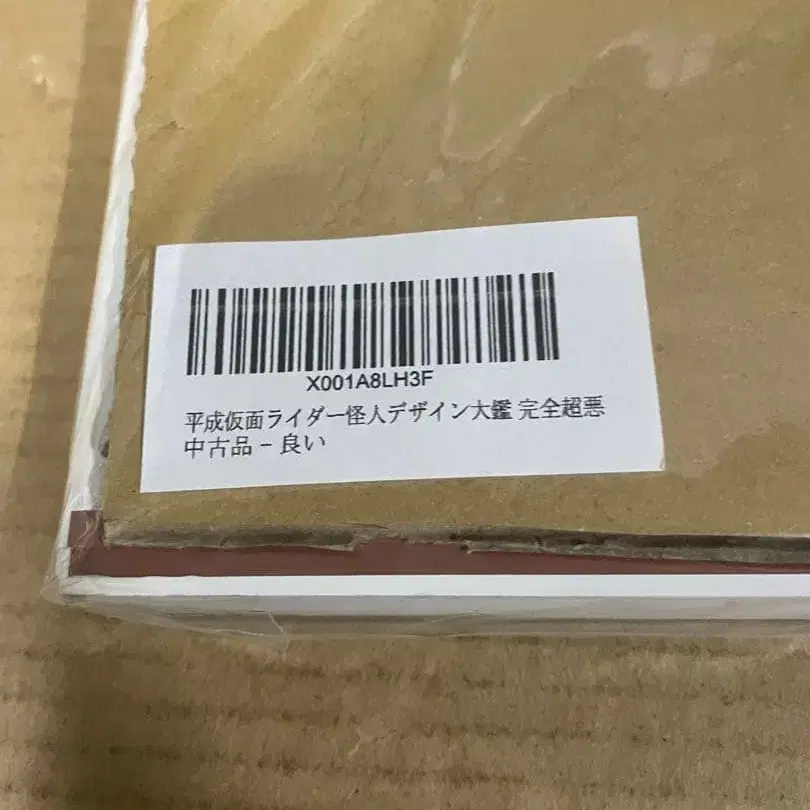 X001A8LH3F
平成仮面ライダー怪人デザイン大鑑 完全超悪
中古品 – 良い